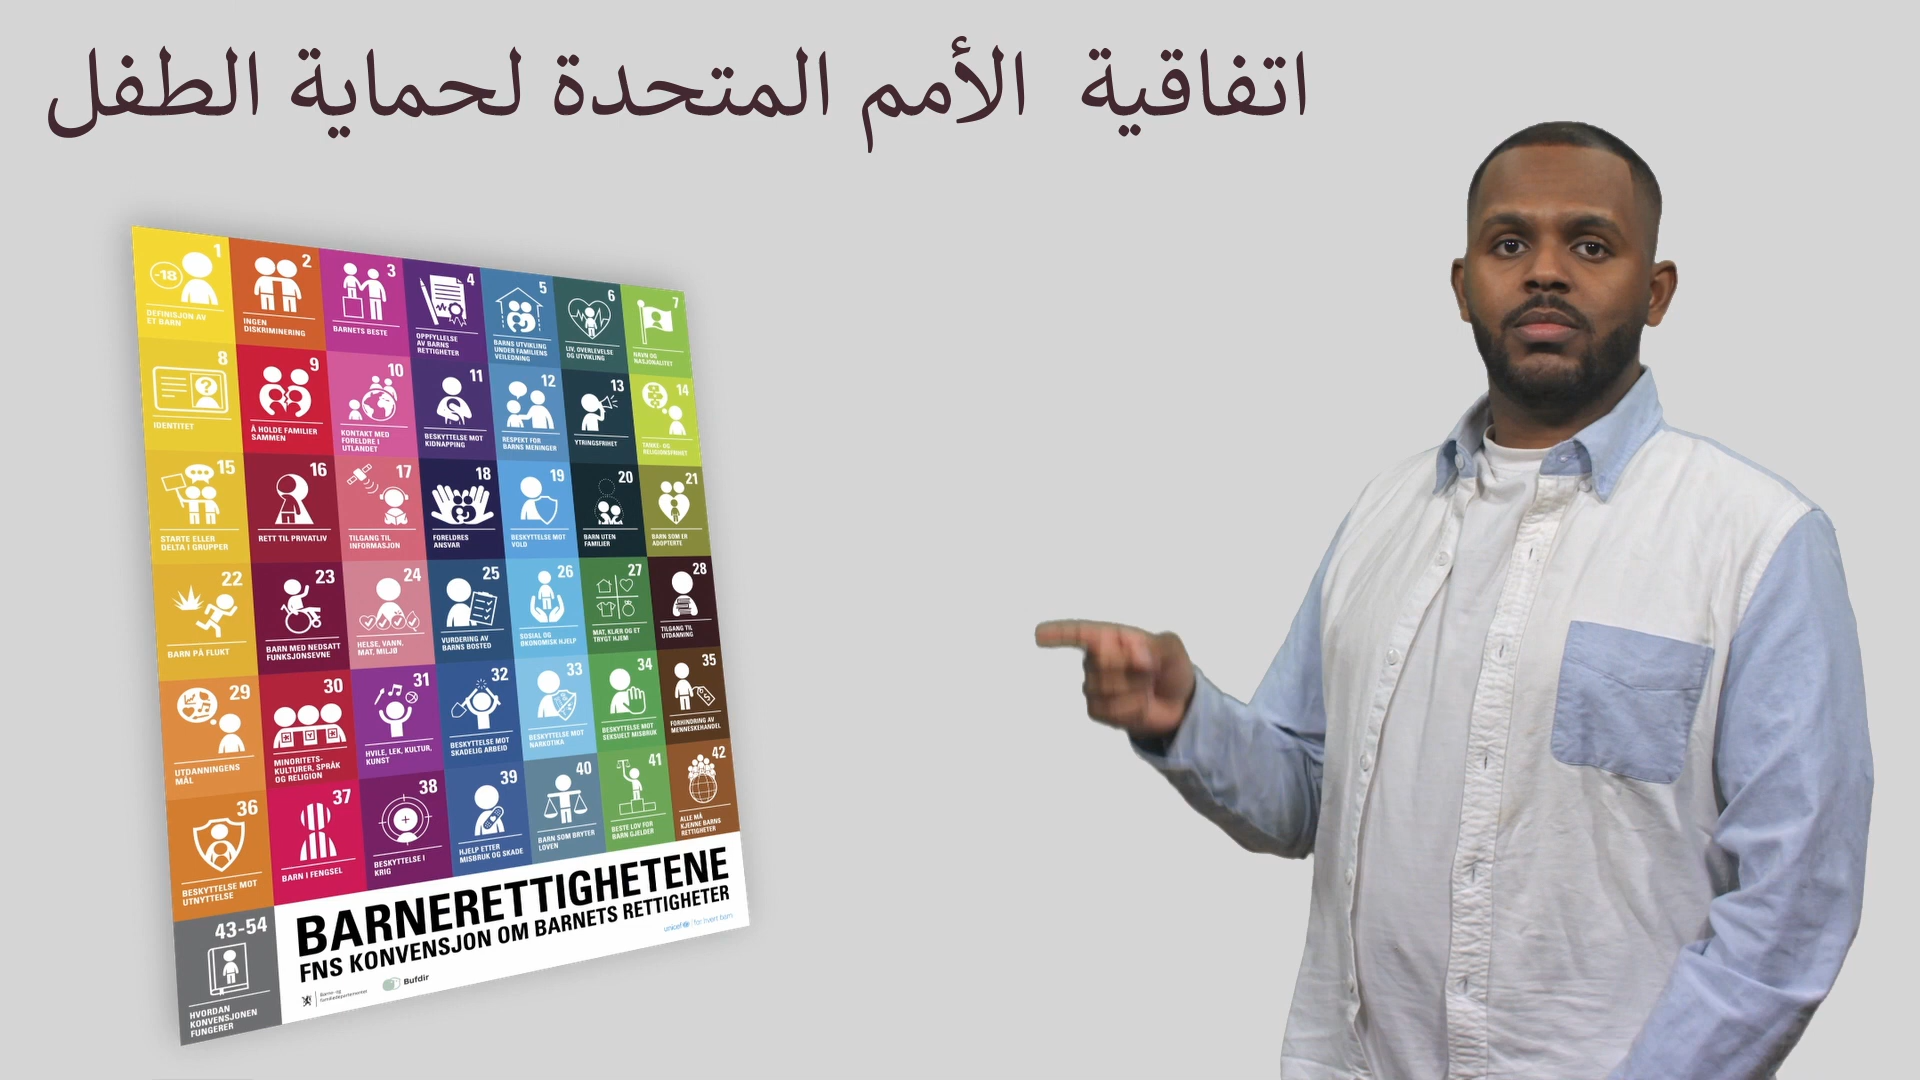 اتفاقية الأمم المتحدة لحماية الطفل
1
-18
DEFINISJON AV
ET BARN
2
INGEN
DISKRIMINERING
3
BARNETS BESTE
4
OPPFYLLELSE
AV BARNS
RETTIGHETER
5
BARNS UTVIKLING
UNDER FAMILIENS
VEILEDNING
6
LIV, OVERLEVELSE
OG UTVIKLING
7
NAVN OG
NASJONALITET
8
?
IDENTITET
9
Å HOLDE FAMILIER
SAMMEN
10
KONTAKT MED
FORELDRE I
UTLANDET
11
BESKYTTELSE MOT
KIDNAPPING
12
RESPEKT FOR
BARNS MENINGER
13
YTRINGSFRIHET
14
TANKE- OG
RELIGIONSFRIHET
15
STARTE ELLER
DELTA I GRUPPER
16
RETT TIL PRIVATLIV
17
TILGANG TIL
INFORMASJON
18
FORELDRES
ANSVAR
19
BESKYTTELSE MOT
VOLD
20
BARN UTEN
FAMILIER
21
BARN SOM ER
ADOPTERTE
22
BARN PÅ FLUKT
23
BARN MED NEDSATT
FUNKSJONSEVNE
24
HELSE, VANN,
MAT, MILJØ
25
VURDERING AV
BARNS BOSTED
26
SOSIAL OG
ØKONOMISK HJELP
27
MAT, KLÆR OG ET
TRYGT HJEM
28
TILGANG TIL
UTDANNING
29
UTDANNINGENS
MÅL
30
MINORITETS-
KULTURER, SPRÅK
OG RELIGION
31
HVILE, LEK, KULTUR,
KUNST
32
BESKYTTELSE MOT
SKADELIG ARBEID
33
BESKYTTELSE MOT
NARKOTIKA
34
BESKYTTELSE MOT
SEKSUELT MISBRUK
35
FORHINDRING AV
MENNESKEHANDEL
36
BESKYTTELSE MOT
UTNYTTELSE
37
BARN I FENGSEL
38
BESKYTTELSE I
KRIG
39
HJELP ETTER
MISBRUK OG SKADE
40
BARN SOM BRYTER
LOVEN
41
BESTE LOV FOR
BARN GJELDER
42
ALLE MÅ
KJENNE BARNS
RETTIGHETER
43-54
HVORDAN
KONVENSJONEN
FUNGERER
BARNERETTIGHETENE
FNS KONVENSJON OM BARNETS RETTIGHETER
unicef | for hvert barn
Barne- og
familiedepartementet
Bufdir